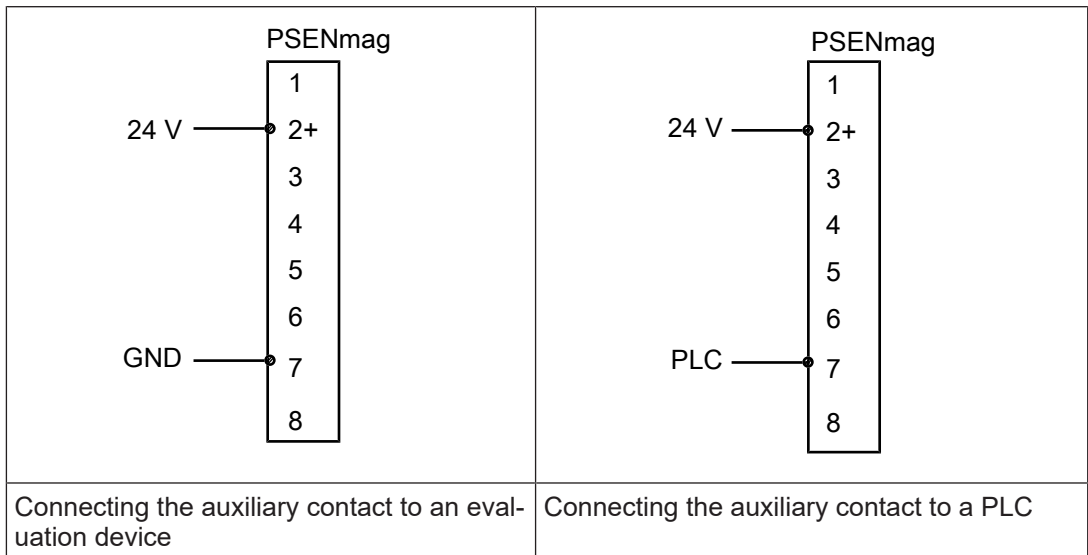 PSENmag
1
24 V
2+
3
4
5
6
GND
7
8
Connecting the auxiliary contact to an eval-
uation device
PSENmag
1
24 V
2+
3
4
5
6
PLC
7
8
Connecting the auxiliary contact to a PLC